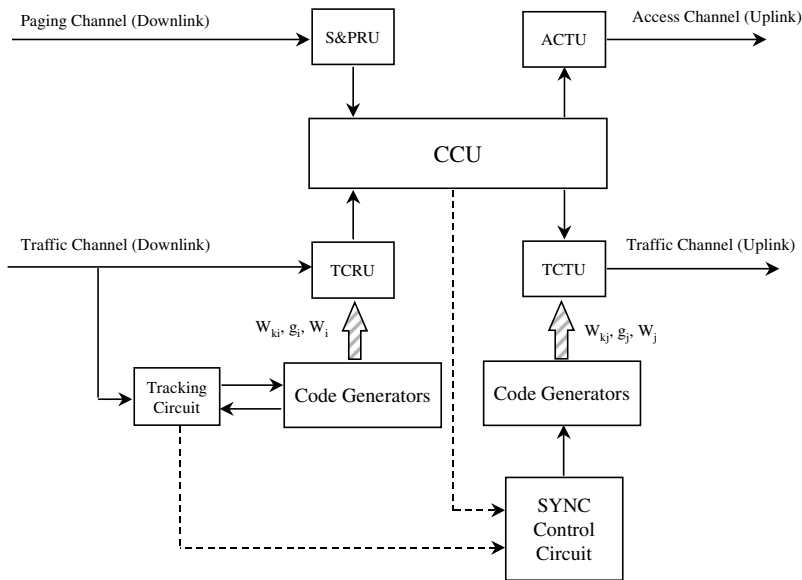 Paging Channel (Downlink)
S&PRU
ACTU
Access Channel (Uplink)
CCU
Traffic Channel (Downlink)
TCRU
TCTU
Traffic Channel (Uplink)
W_ki, g_i, W_i
W_kj, g_j, W_j
Tracking
Circuit
Code Generators
Code Generators
SYNC
Control
Circuit